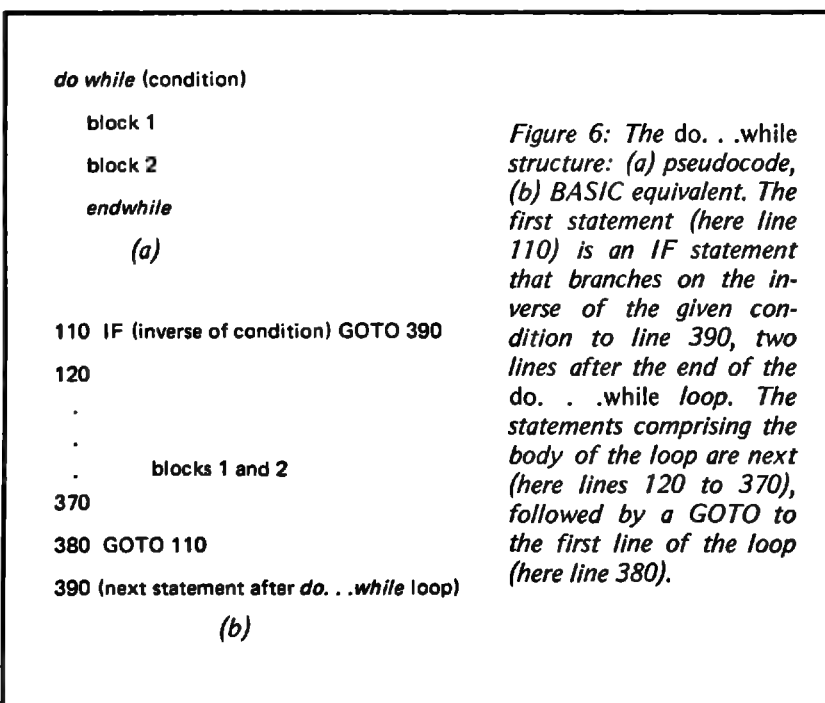 do while (condition)
block 1
block 2
endwhile
(a)
110 IF (inverse of condition) GOTO 390
120
.
.
. blocks 1 and 2
370
380 GOTO 110
390 (next statement after do. . .while loop)
(b)
Figure 6: The do. . .while
structure: (a) pseudocode,
(b) BASIC equivalent. The
first statement (here line
110) is an IF statement
that branches on the in-
verse of the given con-
dition to line 390, two
lines after the end of the
do. . .while loop. The
statements comprising the
body of the loop are next
(here lines 120 to 370),
followed by a GOTO to
the first line of the loop
(here line 380).